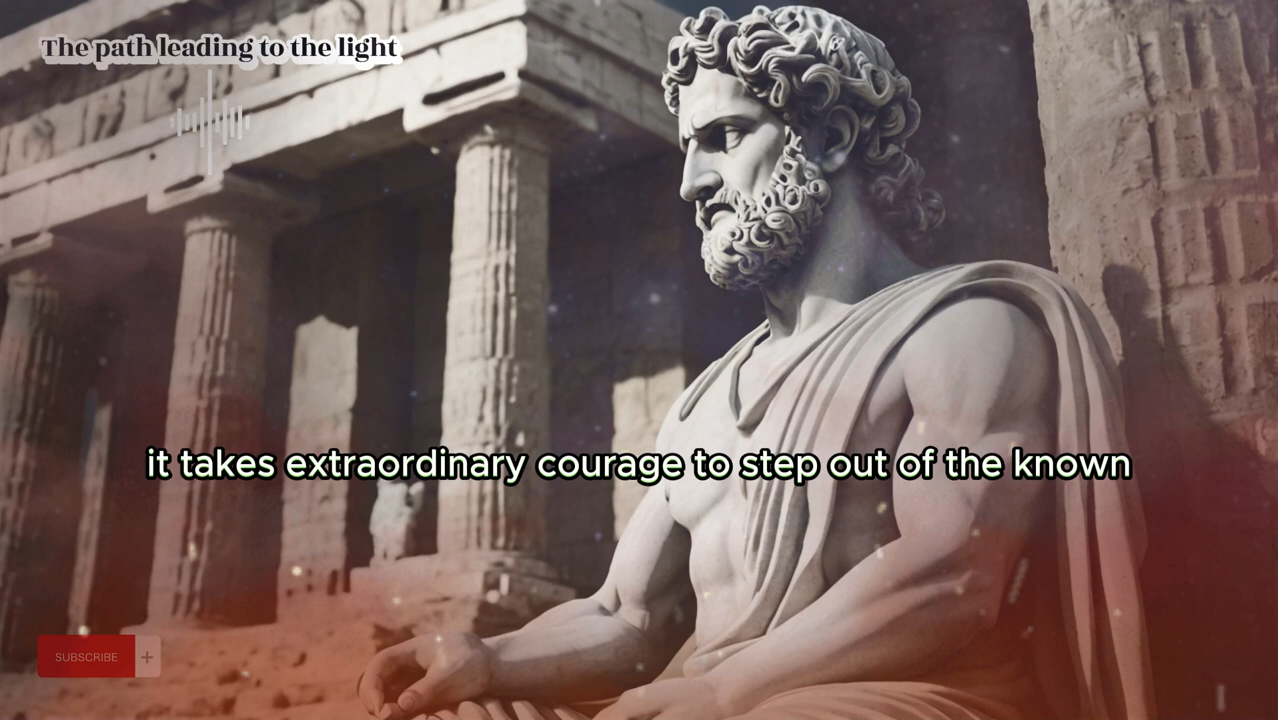 The path leading to the light
it takes extraordinary courage to step out of the known
SUBSCRIBE +